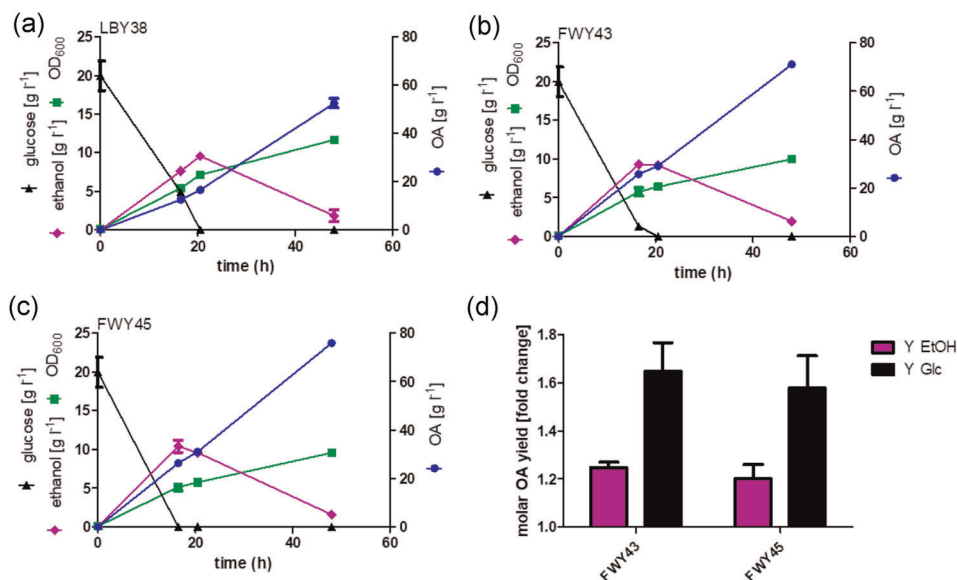 (a)
LBY38
glucose [g l⁻¹] OD₆₀₀
ethanol [g l⁻¹]
25
20
15
10
5
0
0 20 40 60
time (h)
80
60
40
20
0
OA [g l⁻¹]
(b)
FWY43
glucose [g l⁻¹] OD₆₀₀
ethanol [g l⁻¹]
25
20
15
10
5
0
0 20 40 60
time (h)
80
60
40
20
0
OA [g l⁻¹]
(c)
FWY45
glucose [g l⁻¹] OD₆₀₀
ethanol [g l⁻¹]
25
20
15
10
5
0
0 20 40 60
time (h)
80
60
40
20
0
OA [g l⁻¹]
(d)
molar OA yield [fold change]
1.8
1.6
1.4
1.2
1.0
FWY43 FWY45
Y EtOH
Y Glc